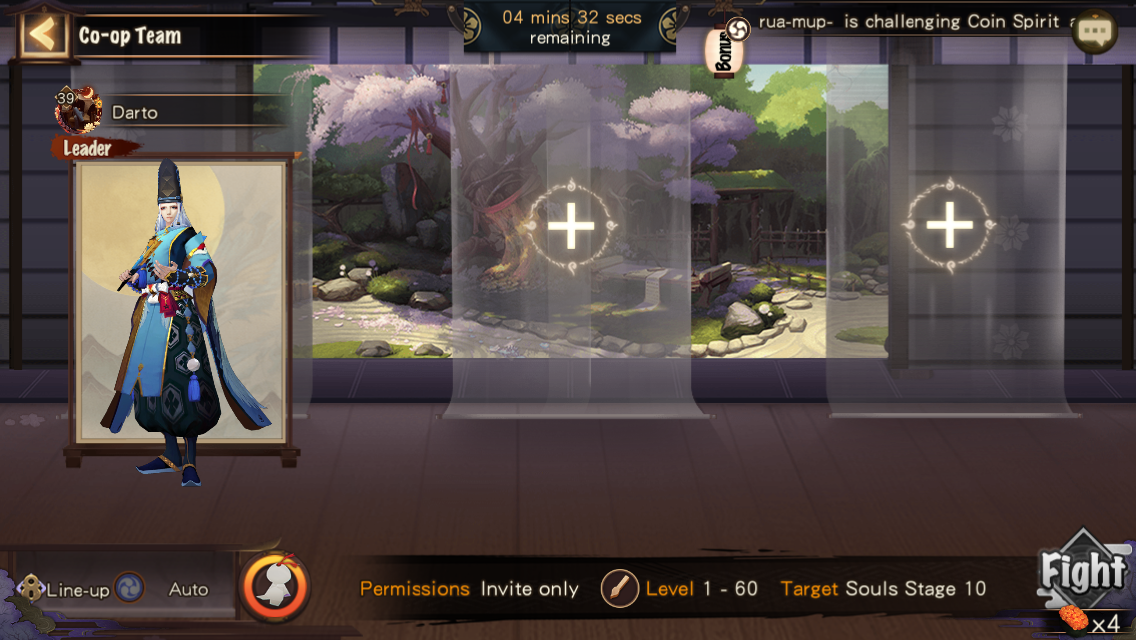 Co-op Team
04 mins 32 secs
remaining
Bonus
rua-mup- is challenging Coin Spirit
39
Darto
Leader
Line-up
Auto
Permissions Invite only
Level 1 - 60
Target Souls Stage 10
Fight
x4